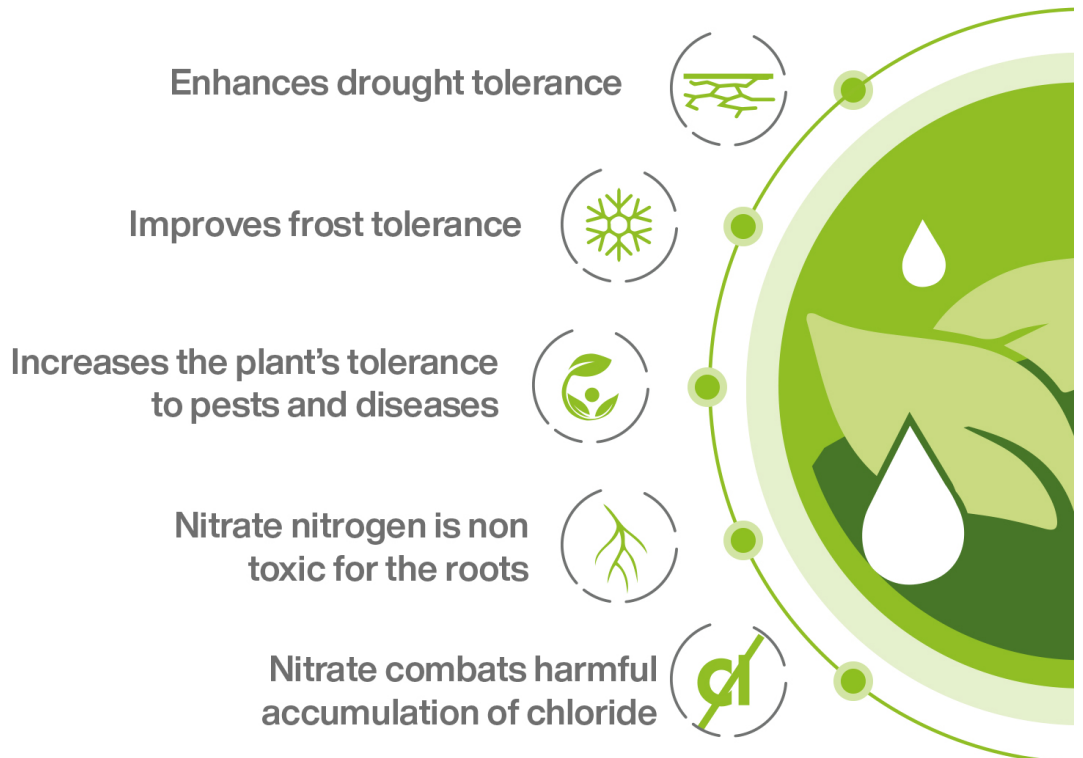 Enhances drought tolerance
Improves frost tolerance
Increases the plant’s tolerance
to pests and diseases
Nitrate nitrogen is non
toxic for the roots
Nitrate combats harmful
accumulation of chloride
cl